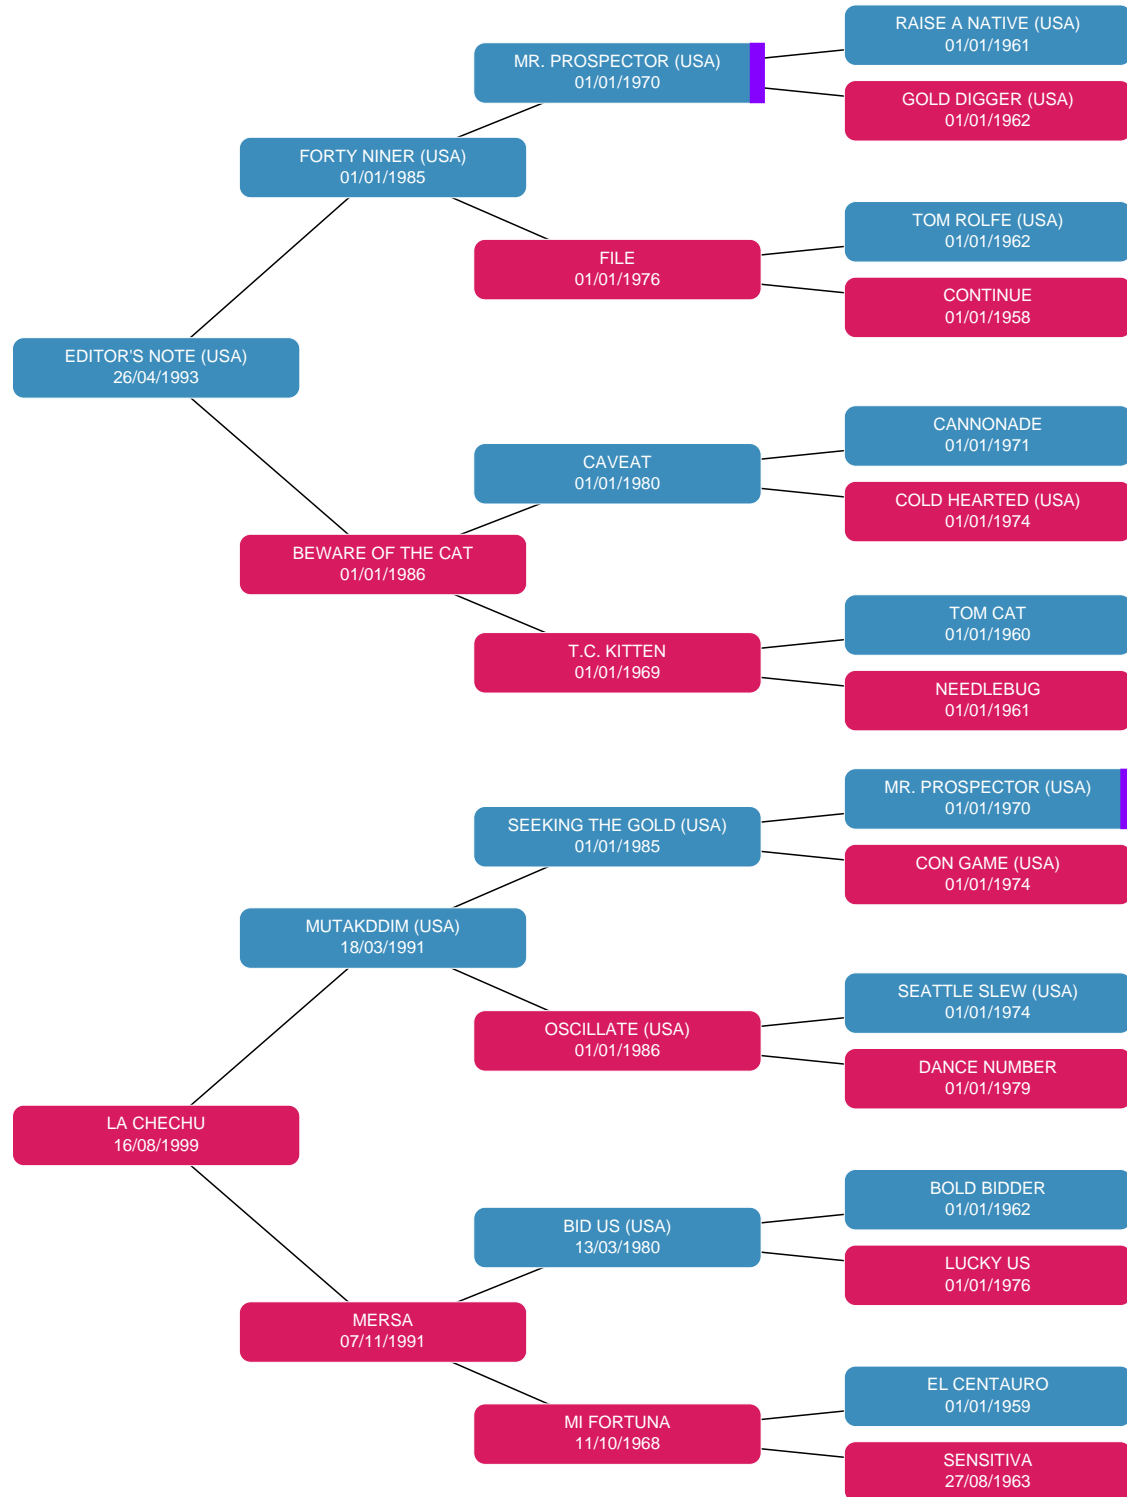 RAISE A NATIVE (USA)
01/01/1961
MR. PROSPECTOR (USA)
01/01/1970
GOLD DIGGER (USA)
01/01/1962
FORTY NINER (USA)
01/01/1985
TOM ROLFE (USA)
01/01/1962
FILE
01/01/1976
CONTINUE
01/01/1958
EDITOR'S NOTE (USA)
26/04/1993
CANNONADE
01/01/1971
CAVEAT
01/01/1980
COLD HEARTED (USA)
01/01/1974
BEWARE OF THE CAT
01/01/1986
TOM CAT
01/01/1960
T.C. KITTEN
01/01/1969
NEEDLEBUG
01/01/1961
MR. PROSPECTOR (USA)
01/01/1970
SEEKING THE GOLD (USA)
01/01/1985
CON GAME (USA)
01/01/1974
MUTAKDDIM (USA)
18/03/1991
SEATTLE SLEW (USA)
01/01/1974
OSCILLATE (USA)
01/01/1986
DANCE NUMBER
01/01/1979
LA CHECHU
16/08/1999
BOLD BIDDER
01/01/1962
BID US (USA)
13/03/1980
LUCKY US
01/01/1976
MERSA
07/11/1991
EL CENTAURO
01/01/1959
MI FORTUNA
11/10/1968
SENSITIVA
27/08/1963